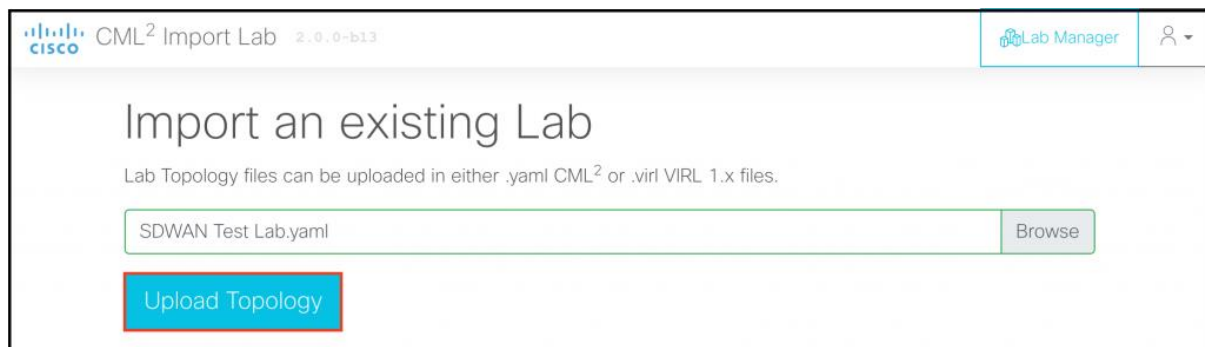 CISCO CML² Import Lab 2.0.0-b13 Lab Manager
Import an existing Lab
Lab Topology files can be uploaded in either .yaml CML² or .virl VIRL 1.x files.
SDWAN Test Lab.yaml Browse
Upload Topology